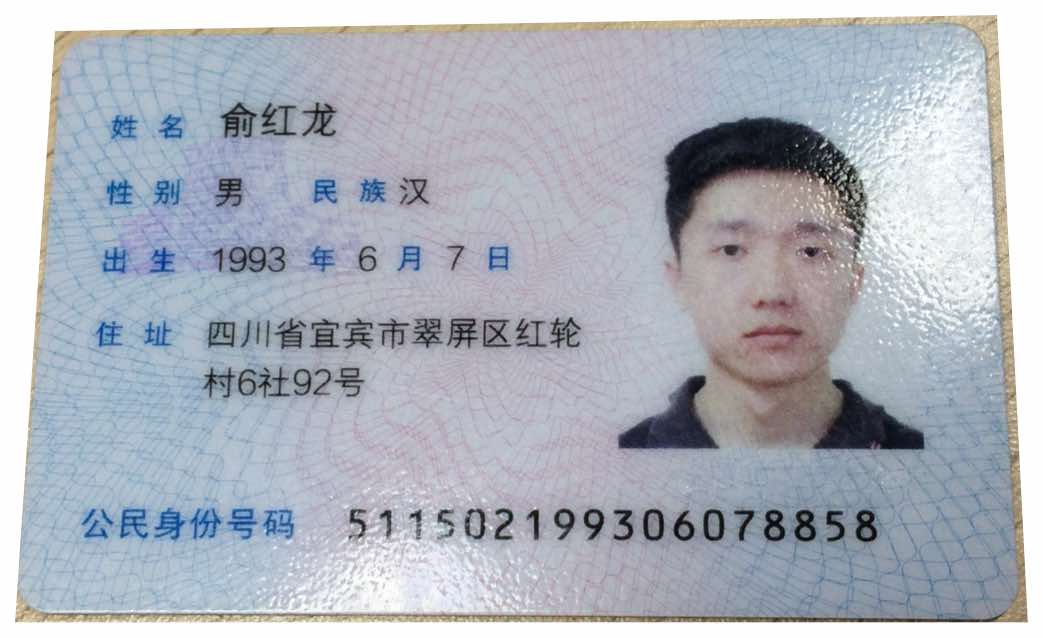 姓名 俞红龙
性别 男 民族 汉
出生 1993 年 6 月 7 日
住址 四川省宜宾市翠屏区红轮
村6社92号
公民身份号码 511502199306078858